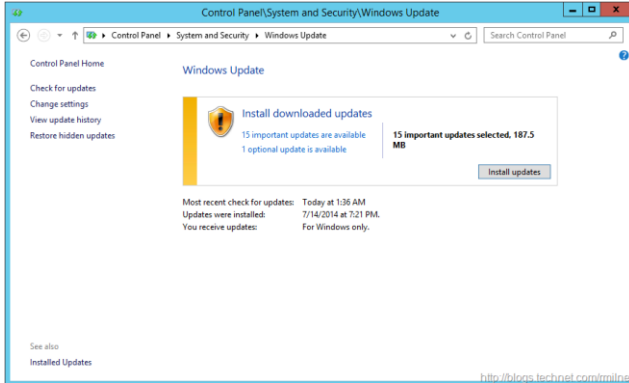 Control Panel\System and Security\Windows Update
Control Panel ▸ System and Security ▸ Windows Update
Search Control Panel
Control Panel Home
Check for updates
Change settings
View update history
Restore hidden updates
Windows Update
Install downloaded updates
15 important updates are available
1 optional update is available
15 important updates selected, 187.5
MB
Install updates
Most recent check for updates: Today at 1:36 AM
Updates were installed: 7/14/2014 at 7:21 PM.
You receive updates: For Windows only.
See also
Installed Updates
http://blogs.technet.com/rmilne